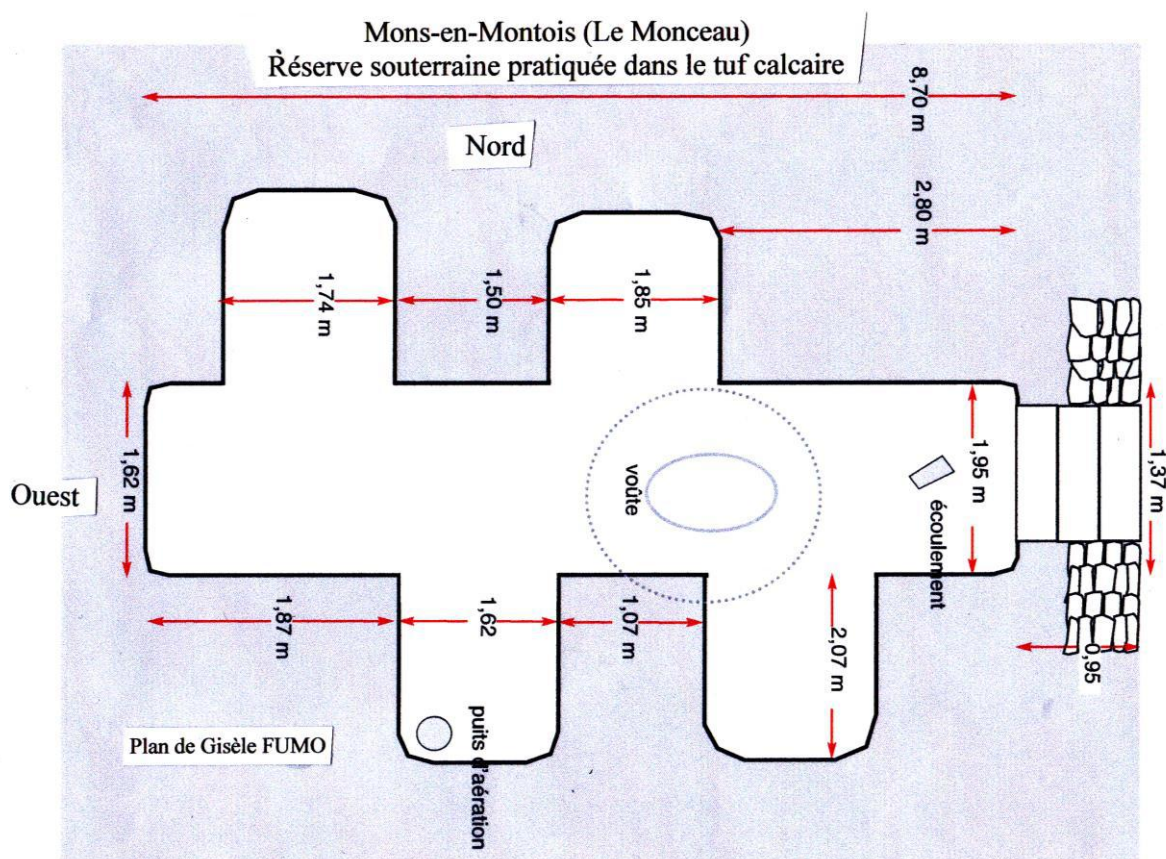 Mons-en-Montois (Le Monceau)
Réserve souterraine pratiquée dans le tuf calcaire
8,70 m
Nord
2,80 m
1,74 m
1,50 m
1,85 m
1,62 m
Ouest
voûte
écoulement
1,95 m
1,37 m
1,87 m
1,62
1,07 m
2,07 m
0,95
puits d'aération
Plan de Gisèle FUMO